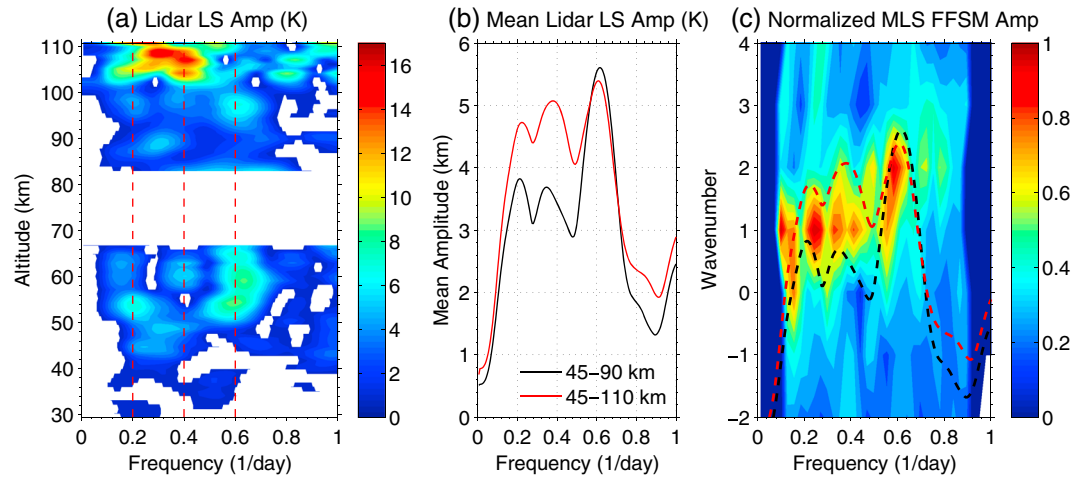 (a) Lidar LS Amp (K)
Altitude (km)
110
100
90
80
70
60
50
40
30
0 0.2 0.4 0.6 0.8 1
Frequency (1/day)
16
14
12
10
8
6
4
2
0
(b) Mean Lidar LS Amp (K)
Mean Amplitude (km)
6
5
4
3
2
1
0
45−90 km
45−110 km
0 0.2 0.4 0.6 0.8 1
Frequency (1/day)
(c) Normalized MLS FFSM Amp
Wavenumber
4
3
2
1
0
−1
−2
0 0.2 0.4 0.6 0.8 1
Frequency (1/day)
1
0.8
0.6
0.4
0.2
0